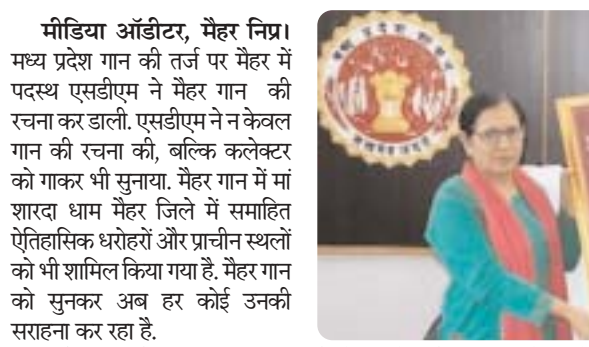 मीडिया ऑडीटर, मैहर निप्र।
मध्य प्रदेश गान की तर्ज पर मैहर में
पदस्थ एसडीएम ने मैहर गान की
रचना कर डाली. एसडीएम ने न केवल
गान की रचना की, बल्कि कलेक्टर
को गाकर भी सुनाया. मैहर गान में मां
शारदा धाम मैहर जिले में समाहित
ऐतिहासिक धरोहरों और प्राचीन स्थलों
को भी शामिल किया गया है. मैहर गान
को सुनकर अब हर कोई उनकी
सराहना कर रहा है.